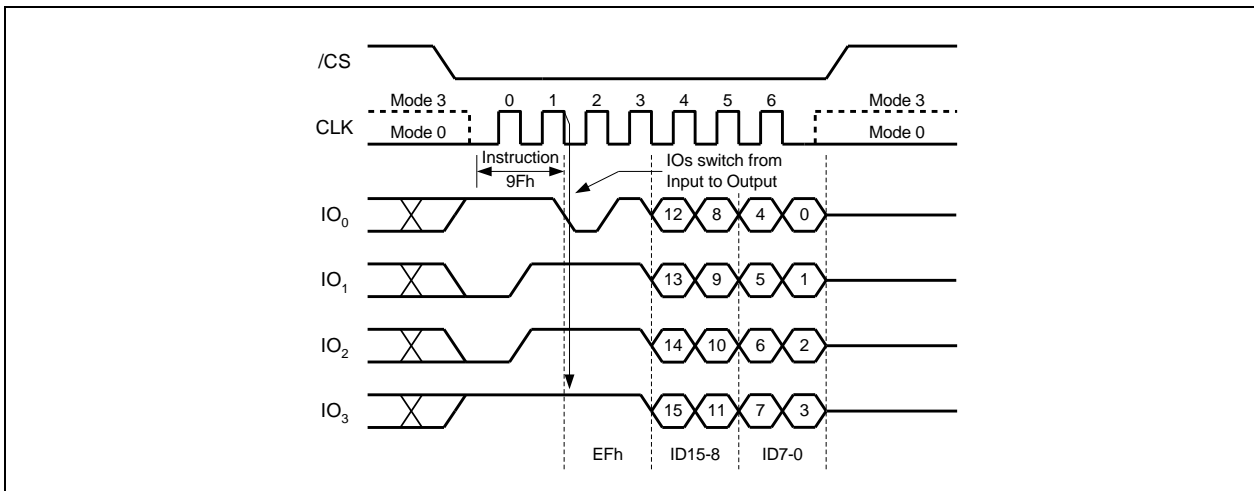 /CS
Mode 3 0 1 2 3 4 5 6 Mode 3
CLK
Mode 0 Mode 0
Instruction
9Fh
IOs switch from
Input to Output
IO0 12 8 4 0
IO1 13 9 5 1
IO2 14 10 6 2
IO3 15 11 7 3
EFh ID15-8 ID7-0